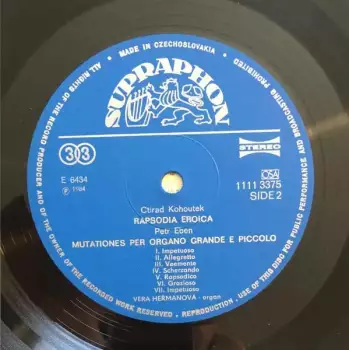 MADE IN CZECHOSLOVAKIA
ALL RIGHTS OF THE RECORD PRODUCER AND OF THE OWNER OF THE RECORDED WORK RESERVED · REPRODUCTION · USE OF THIS DISC FOR PUBLIC PERFORMANCE AND BROADCASTING PROHIBITED
SUPRAPHON
33
STEREO
E 6434
OSA
Ⓟ 1984
1111 3375
SIDE 2
Ctirad Kohoutek
RAPSODIA EROICA
Petr Eben
MUTATIONES PER ORGANO GRANDE E PICCOLO
I. Impetuoso
II. Allegretto
III. Veemente
IV. Scherzando
V. Rapsodico
VI. Grazioso
VII. Impetuoso
VĚRA HEŘMANOVÁ - organ